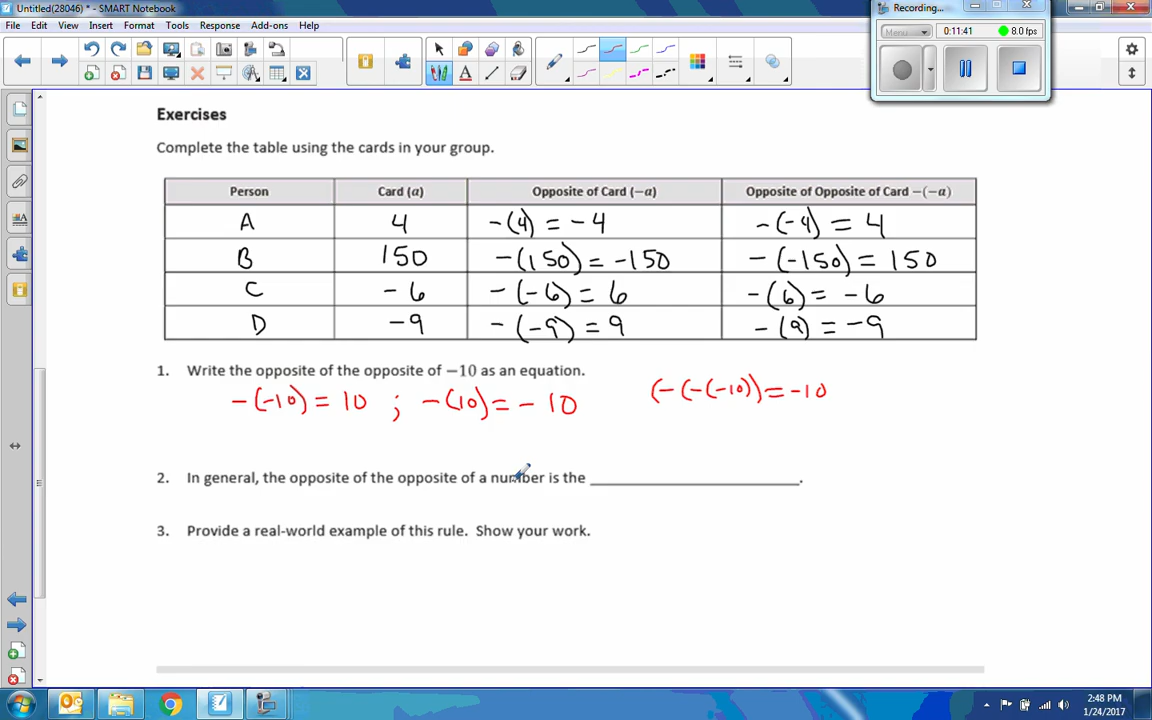 Untitled(28046) * - SMART Notebook
Recording...
File Edit View Insert Format Tools Response Add-ons Help
Menu 0:11:41 8.0 fps
Exercises
Complete the table using the cards in your group.
Person Card (a) Opposite of Card (−a) Opposite of Opposite of Card −(−a)
A 4 -(4) = -4 -(-4) = 4
B 150 -(150) = -150 -(-150) = 150
C -6 -(-6) = 6 -(6) = -6
D -9 -(-9) = 9 -(9) = -9
1. Write the opposite of the opposite of −10 as an equation.
-(-10) = 10 ; -(10) = -10 (-(-(-10)) = -10
2. In general, the opposite of the opposite of a number is the ____________________.
3. Provide a real-world example of this rule. Show your work.
2:48 PM
1/24/2017